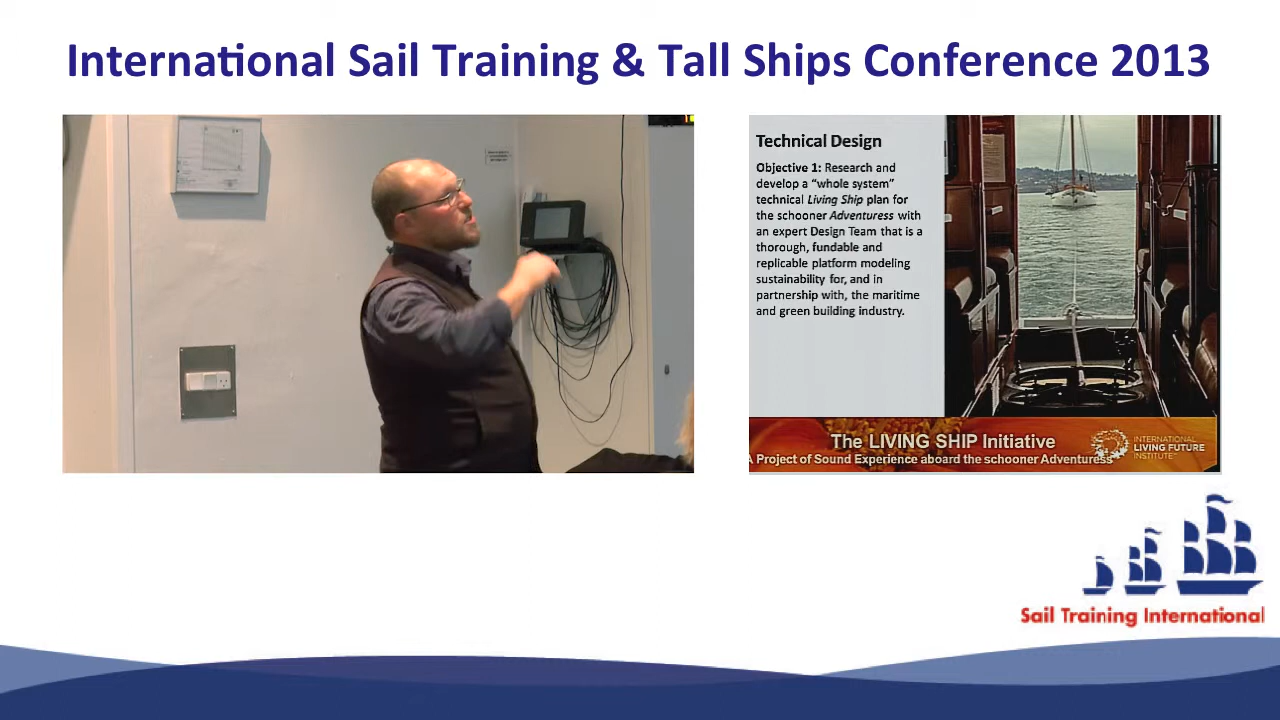 International Sail Training & Tall Ships Conference 2013
Technical Design
Objective 1: Research and
develop a “whole system”
technical Living Ship plan for
the schooner Adventuress with
an expert Design Team that is a
thorough, fundable and
replicable platform modeling
sustainability for, and in
partnership with, the maritime
and green building industry.
The LIVING SHIP Initiative
A Project of Sound Experience aboard the schooner Adventuress
INTERNATIONAL
LIVING FUTURE
INSTITUTE
Sail Training International